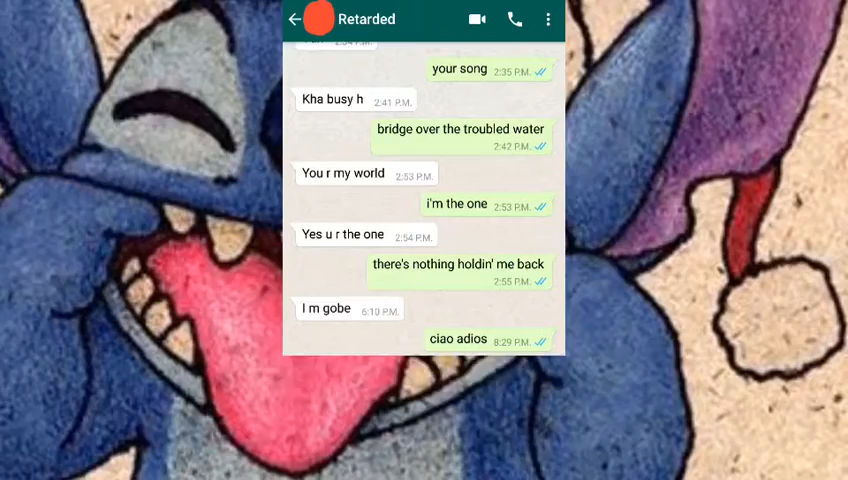 Retarded
2:34 P.M.
your song 2:35 P.M.
Kha busy h 2:41 P.M.
bridge over the troubled water
2:42 P.M.
You r my world 2:53 P.M.
i'm the one 2:53 P.M.
Yes u r the one 2:54 P.M.
there's nothing holdin' me back
2:55 P.M.
I m gobe 6:10 P.M.
ciao adios 8:29 P.M.